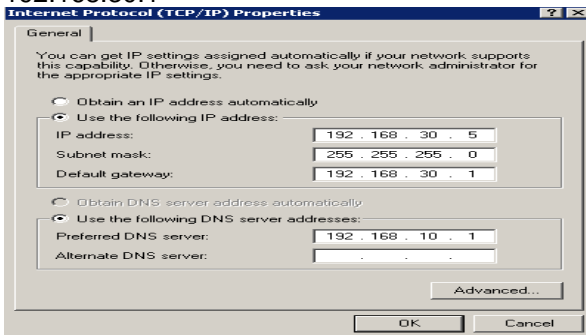 Internet Protocol (TCP/IP) Properties
General
You can get IP settings assigned automatically if your network supports
this capability. Otherwise, you need to ask your network administrator for
the appropriate IP settings.
Obtain an IP address automatically
Use the following IP address:
IP address: 192 . 168 . 30 . 5
Subnet mask: 255 . 255 . 255 . 0
Default gateway: 192 . 168 . 30 . 1
Obtain DNS server address automatically
Use the following DNS server addresses:
Preferred DNS server: 192 . 168 . 10 . 1
Alternate DNS server: . . .
Advanced...
OK Cancel